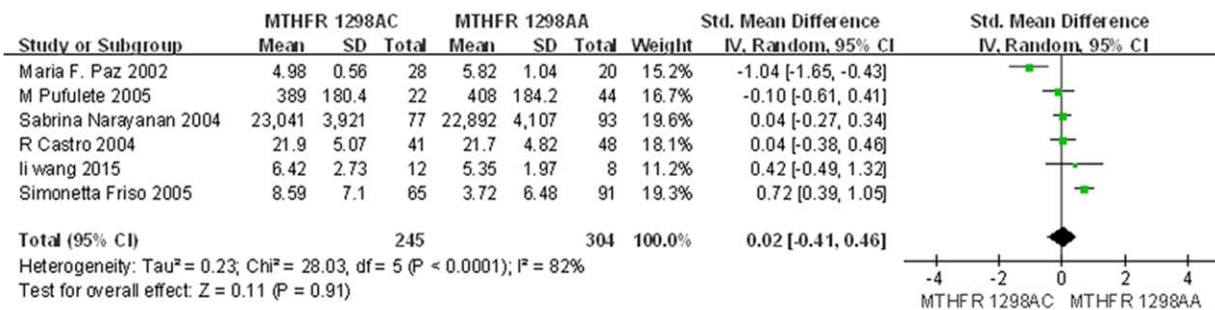 MTHFR 1298AC MTHFR 1298AA Std. Mean Difference Std. Mean Difference
Study or Subgroup Mean SD Total Mean SD Total Weight IV, Random, 95% CI IV, Random, 95% CI
Maria F. Paz 2002 4.98 0.56 28 5.82 1.04 20 15.2% -1.04 [-1.65, -0.43]
M Pufulete 2005 389 180.4 22 408 184.2 44 16.7% -0.10 [-0.61, 0.41]
Sabrina Narayanan 2004 23,041 3,921 77 22,892 4,107 93 19.6% 0.04 [-0.27, 0.34]
R Castro 2004 21.9 5.07 41 21.7 4.82 48 18.1% 0.04 [-0.38, 0.46]
li wang 2015 6.42 2.73 12 5.35 1.97 8 11.2% 0.42 [-0.49, 1.32]
Simonetta Friso 2005 8.59 7.1 65 3.72 6.48 91 19.3% 0.72 [0.39, 1.05]
Total (95% CI) 245 304 100.0% 0.02 [-0.41, 0.46]
Heterogeneity: Tau² = 0.23; Chi² = 28.03, df = 5 (P < 0.0001); I² = 82%
Test for overall effect: Z = 0.11 (P = 0.91)
-4 -2 0 2 4
MTHFR 1298AC MTHFR 1298AA